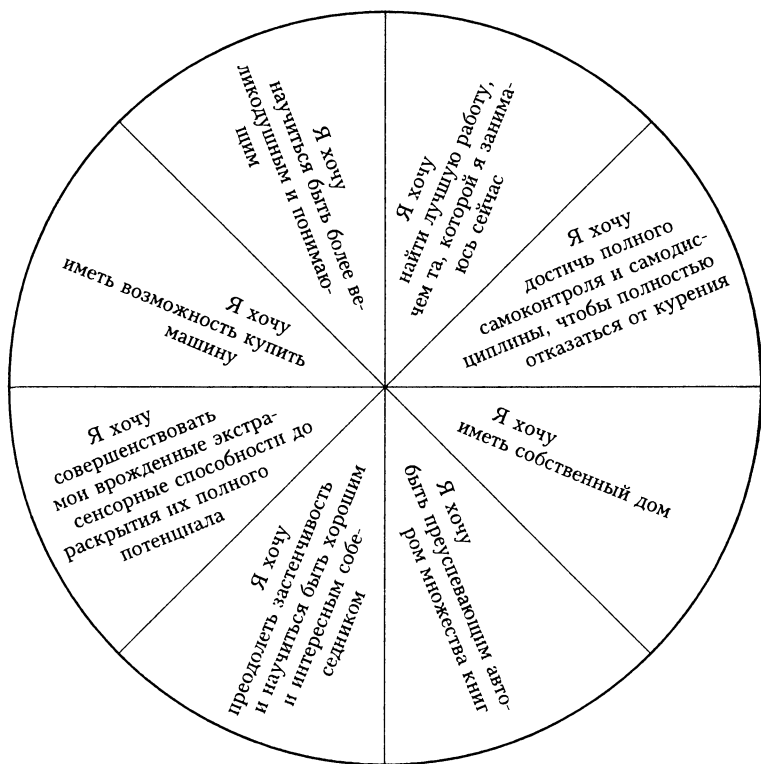 Я хочу
найти лучшую работу,
чем та, которой я занима-
юсь сейчас
Я хочу
достичь полного
самоконтроля и самодис-
циплины, чтобы полностью
отказаться от курения
Я хочу
иметь собственный дом
Я хочу
быть преуспевающим авто-
ром множества книг
Я хочу
преодолеть застенчивость
и научиться быть хорошим
и интересным собе-
седником
Я хочу
совершенствовать
мои врожденные экстра-
сенсорные способности до
раскрытия их полного
потенциала
Я хочу
иметь возможность купить
машину
Я хочу
научиться быть более ве-
ликодушным и понимаю-
щим